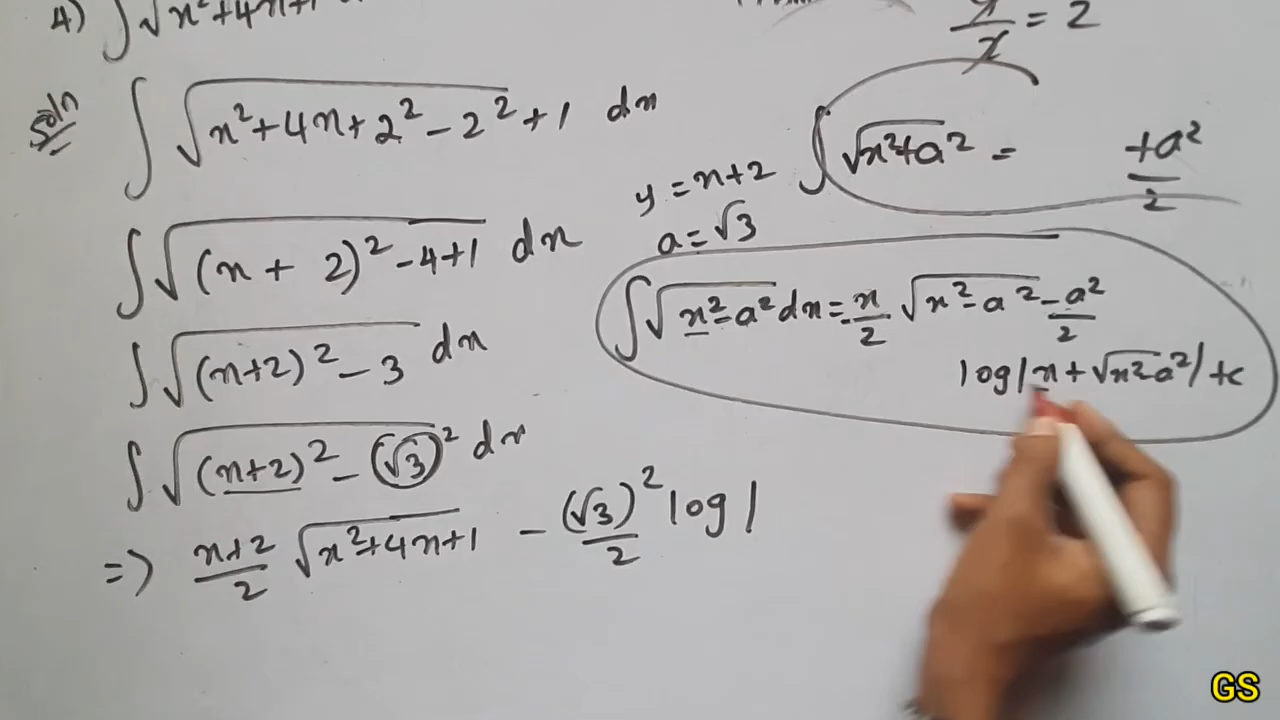 4) ∫ √x²+4x+1
y/x = 2
Soln ∫ √x²+4x+2²-2²+1 dx
∫ √x²+a² = +a²/2
y = x+2
a = √3
∫ √(x+2)²-4+1 dx
∫ √x²-a² dx = x/2 √x²-a² - a²/2
log|x+√x²-a²|+c
∫ √(x+2)²-3 dx
∫ √(x+2)²-(√3)² dx
=> x+2/2 √x²+4x+1 - (√3)²/2 log|
GS